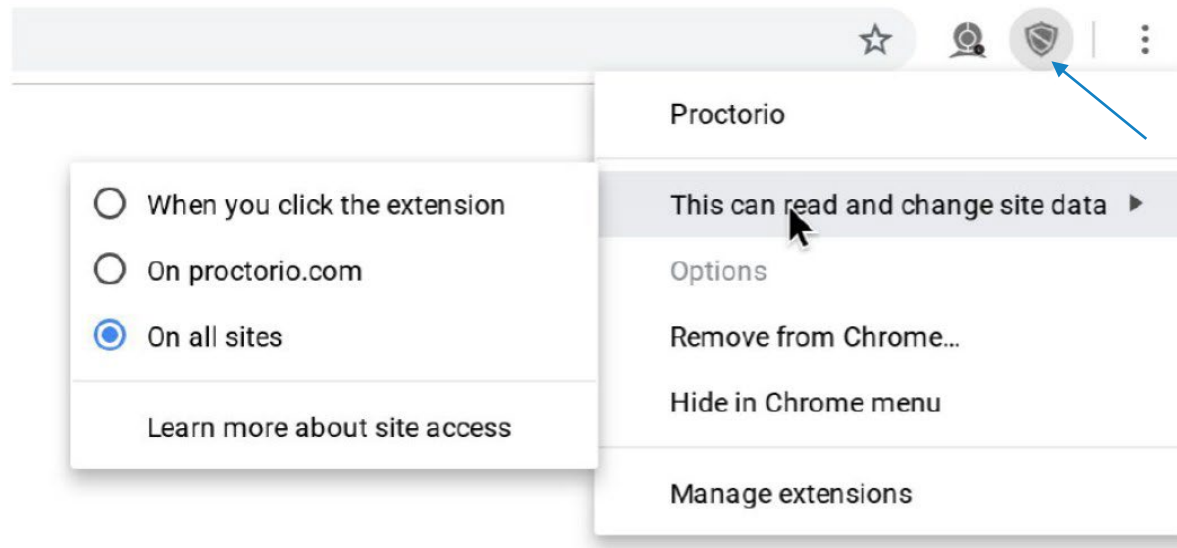 Proctorio
This can read and change site data
Options
Remove from Chrome...
Hide in Chrome menu
Manage extensions
When you click the extension
On proctorio.com
On all sites
Learn more about site access